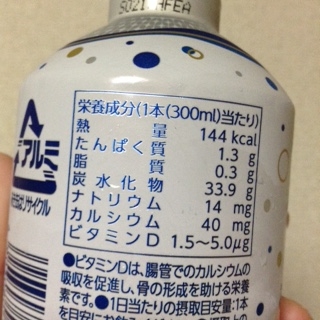 アルミ
栄養成分(1本(300ml)当たり)
熱量 144 kcal
たんぱく質 1.3 g
脂質 0.3 g
炭水化物 33.9 g
ナトリウム 14 mg
カルシウム 40 mg
ビタミンD 1.5~5.0μg
●ビタミンDは、腸管でのカルシウムの
吸収を促進し、骨の形成を助ける栄養
素です。●1日当たりの摂取目安量:1本